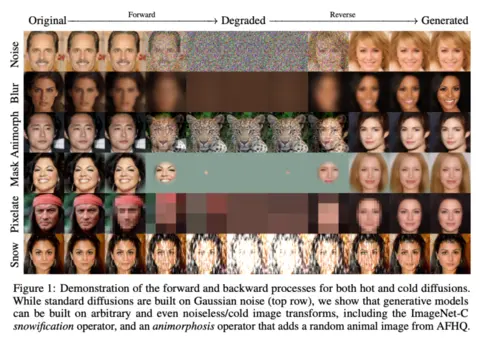 Original Forward Degraded Reverse Generated
Noise
Blur
Animorph
Mask
Pixelate
Snow
Figure 1: Demonstration of the forward and backward processes for both hot and cold diffusions.
While standard diffusions are built on Gaussian noise (top row), we show that generative models
can be built on arbitrary and even noiseless/cold image transforms, including the ImageNet-C
snowification operator, and an animorphosis operator that adds a random animal image from AFHQ.